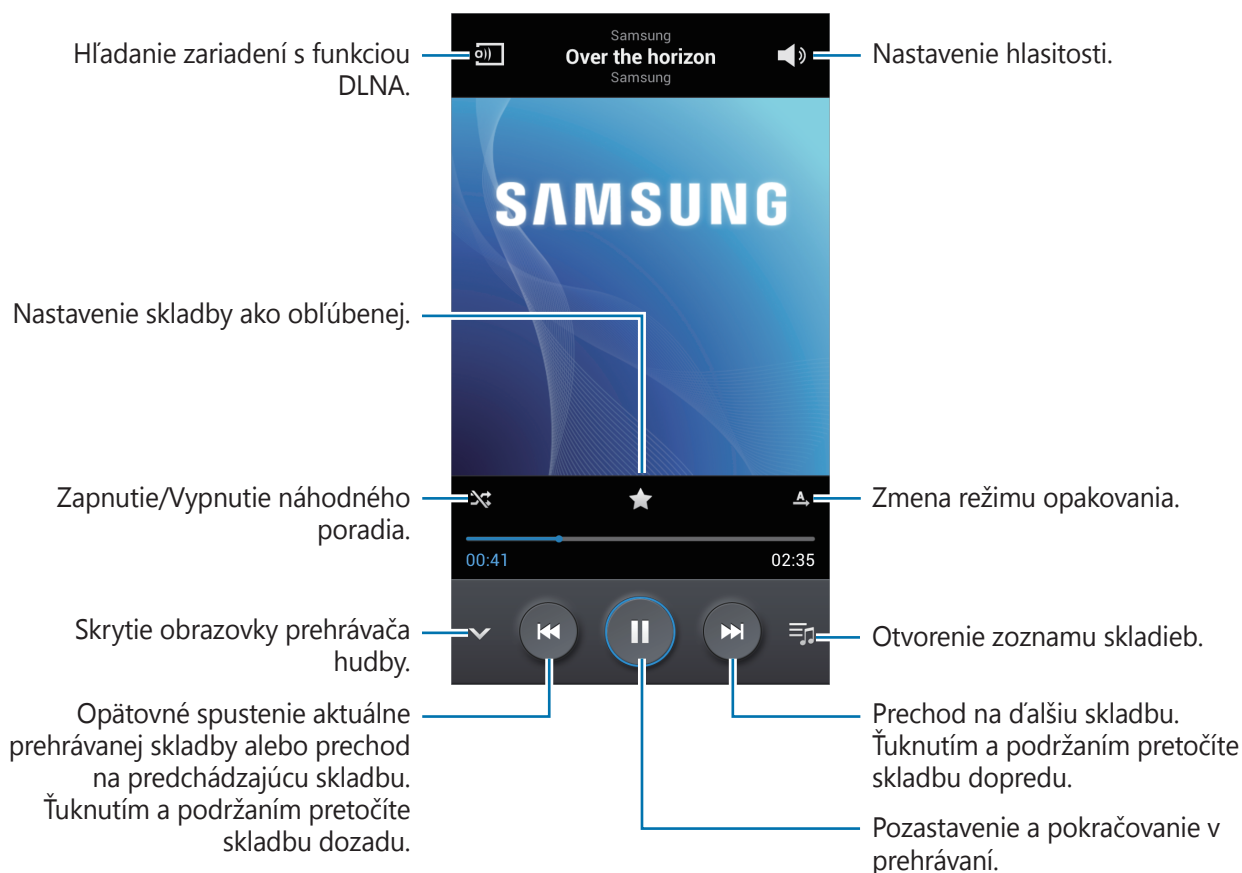 Hľadanie zariadení s funkciou
DLNA.
Samsung
Over the horizon
Samsung
Nastavenie hlasitosti.
SAMSUNG
Nastavenie skladby ako obľúbenej.
Zapnutie/Vypnutie náhodného
poradia.
A
Zmena režimu opakovania.
00:41
02:35
Skrytie obrazovky prehrávača
hudby.
Otvorenie zoznamu skladieb.
Opätovné spustenie aktuálne
prehrávanej skladby alebo prechod
na predchádzajúcu skladbu.
Ťuknutím a podržaním pretočíte
skladbu dozadu.
Prechod na ďalšiu skladbu.
Ťuknutím a podržaním pretočíte
skladbu dopredu.
Pozastavenie a pokračovanie v
prehrávaní.